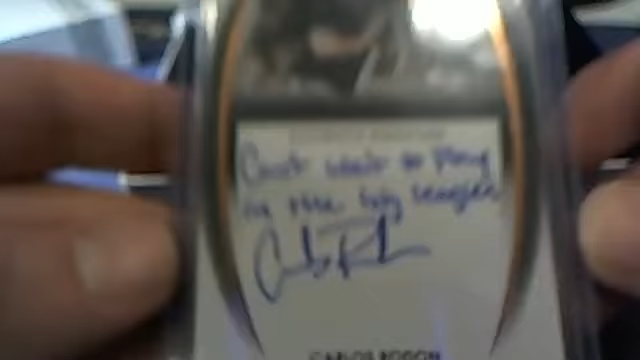 Can't wait to play
in the big leagues
CARLOS RODON